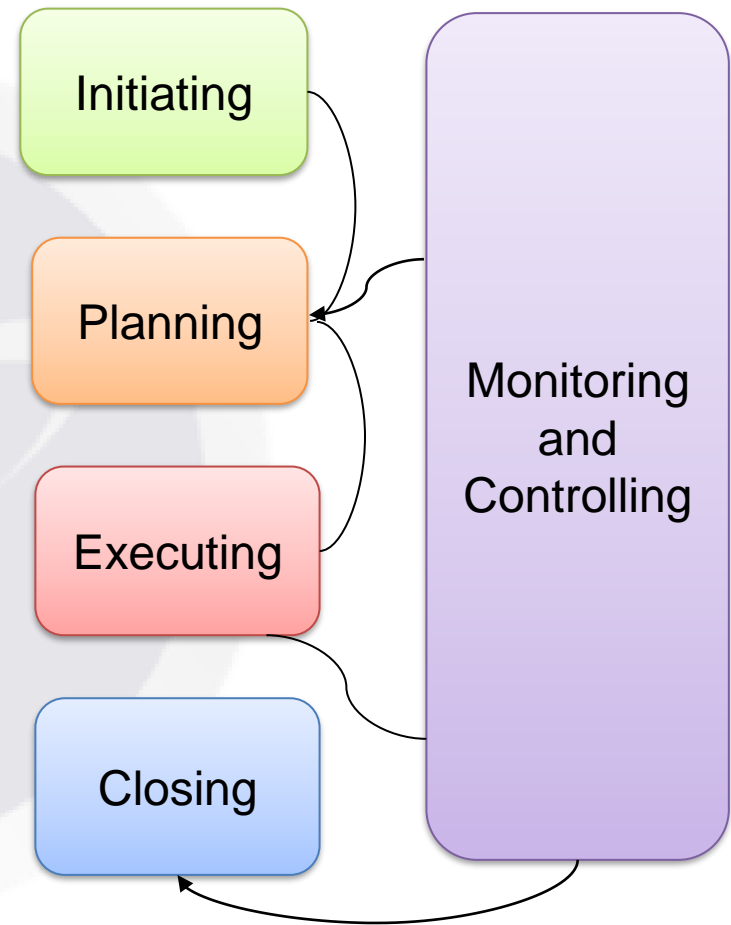 Initiating
Planning
Executing
Closing
Monitoring
and
Controlling